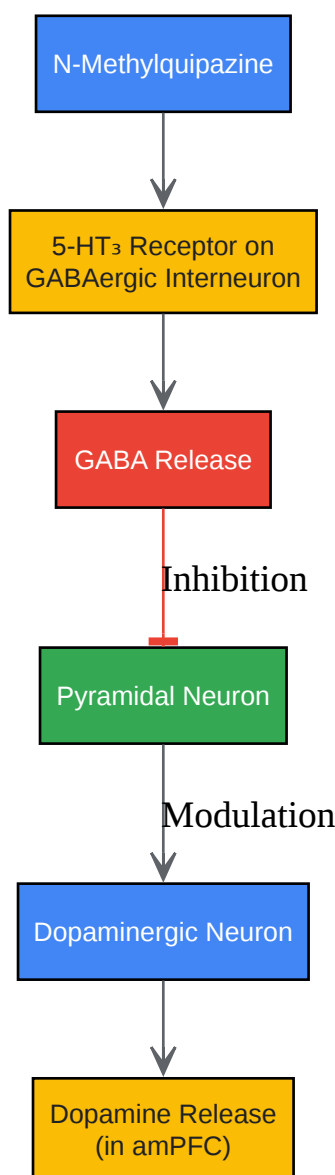 N-Methylquipazine
5-HT₃ Receptor on
GABAergic Interneuron
GABA Release
Inhibition
Pyramidal Neuron
Modulation
Dopaminergic Neuron
Dopamine Release
(in amPFC)